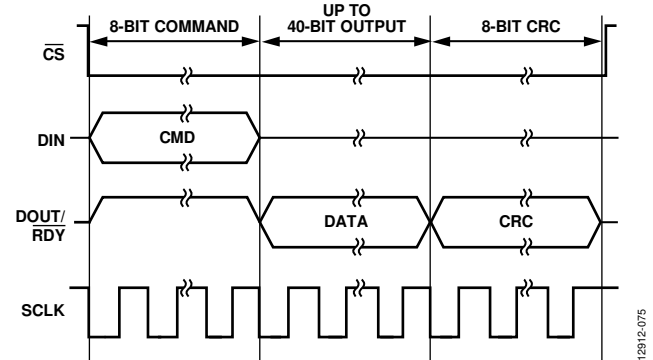 UP TO
8-BIT COMMAND 40-BIT OUTPUT 8-BIT CRC
CS
DIN CMD
DOUT/
RDY DATA CRC
SCLK
12912-075